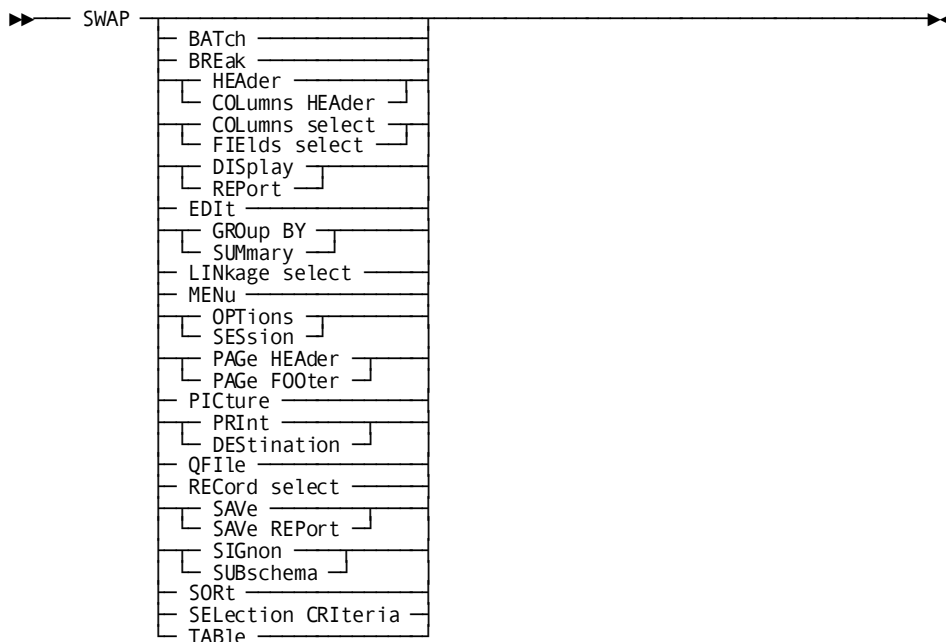 SWAP
BATch
BREak
HEAder
COLumns HEAder
COLumns select
FIElds select
DISplay
REPort
EDIt
GROup BY
SUMmary
LINkage select
MENu
OPTions
SESsion
PAGe HEAder
PAGe FOOter
PICture
PRInt
DEStination
QFIle
RECord select
SAVe
SAVe REPort
SIGnon
SUBschema
SORt
SELection CRIteria
TABle